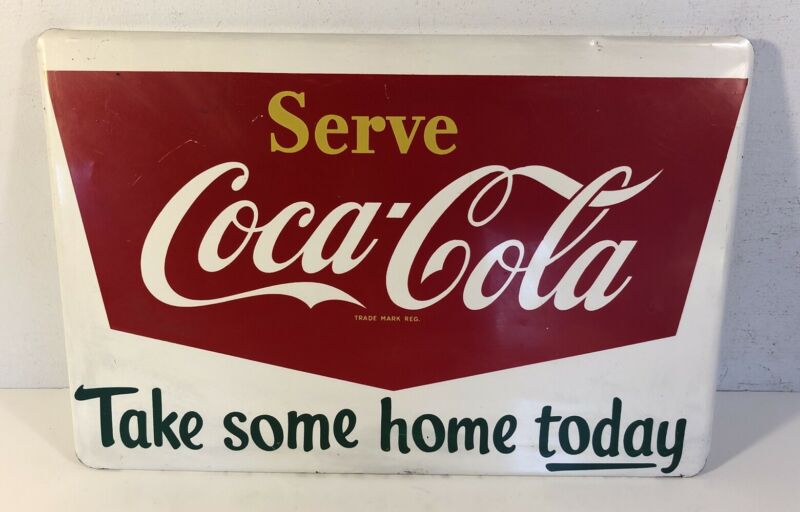 Serve
Coca-Cola
TRADE MARK REG.
Take some home today